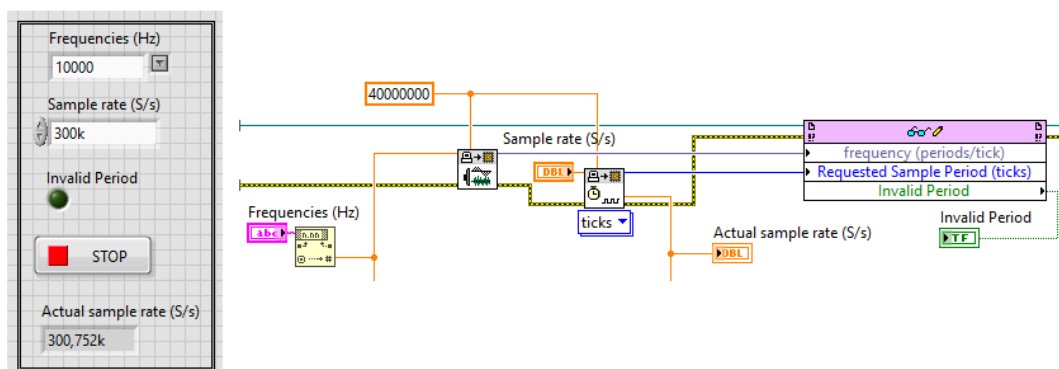 Frequencies (Hz)
10000
Sample rate (S/s)
300k
Invalid Period
STOP
Actual sample rate (S/s)
300,752k
40000000
Sample rate (S/s)
DBL
Frequencies (Hz)
abc
n.nn
ticks
frequency (periods/tick)
Requested Sample Period (ticks)
Invalid Period
Invalid Period
TF
Actual sample rate (S/s)
DBL